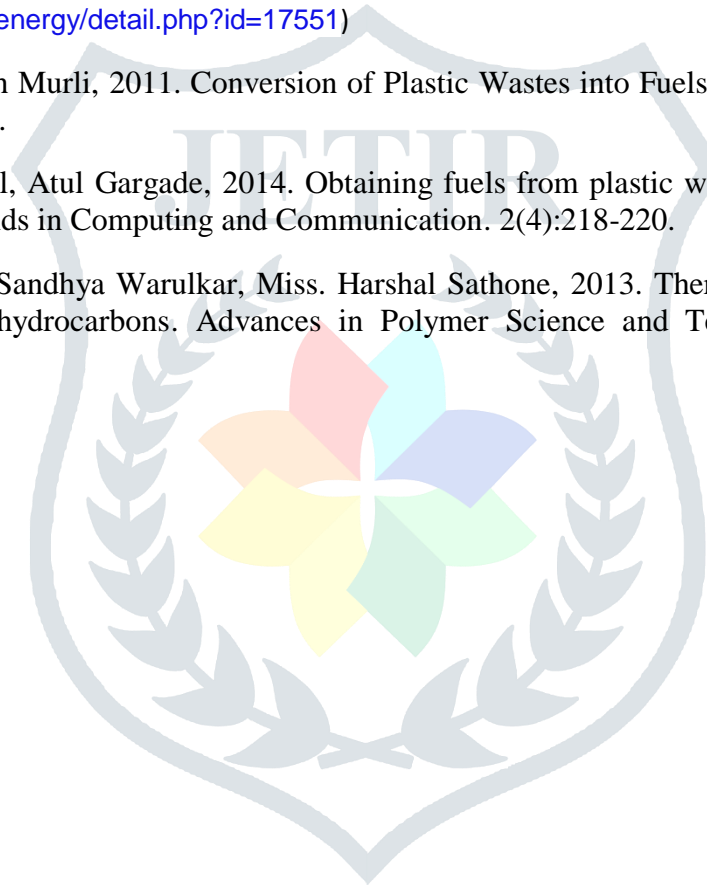 energy/detail.php?id=17551)
Murli, 2011. Conversion of Plastic Wastes into Fuels
.
Atul Gargade, 2014. Obtaining fuels from plastic
in Computing and Communication. 2(4):218-220.
Sandhya Warulkar, Miss. Harshal Sathone, 2013.
hydrocarbons. Advances in Polymer Science and
JETIR